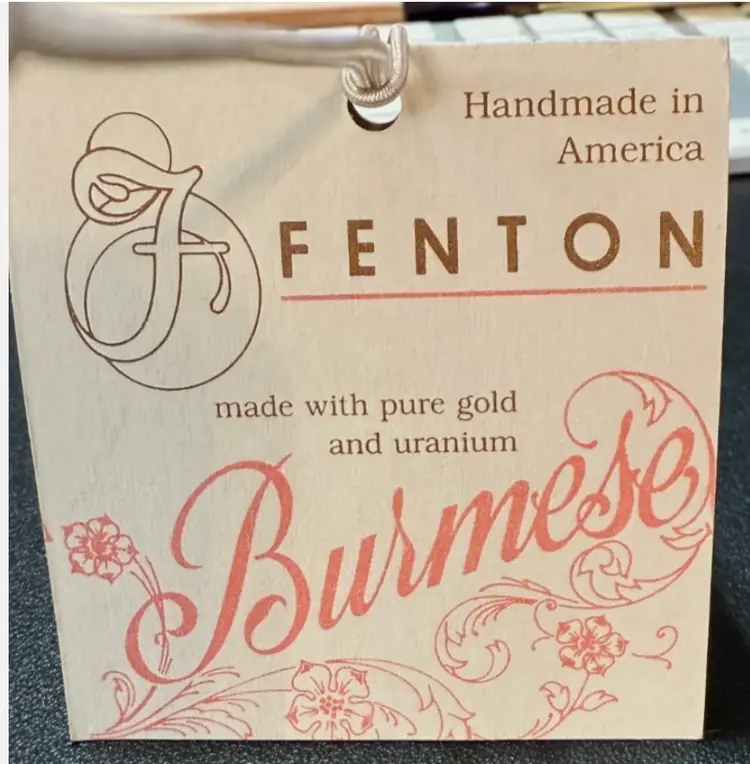 Handmade in
America
F
FENTON
made with pure gold
and uranium
Burmese